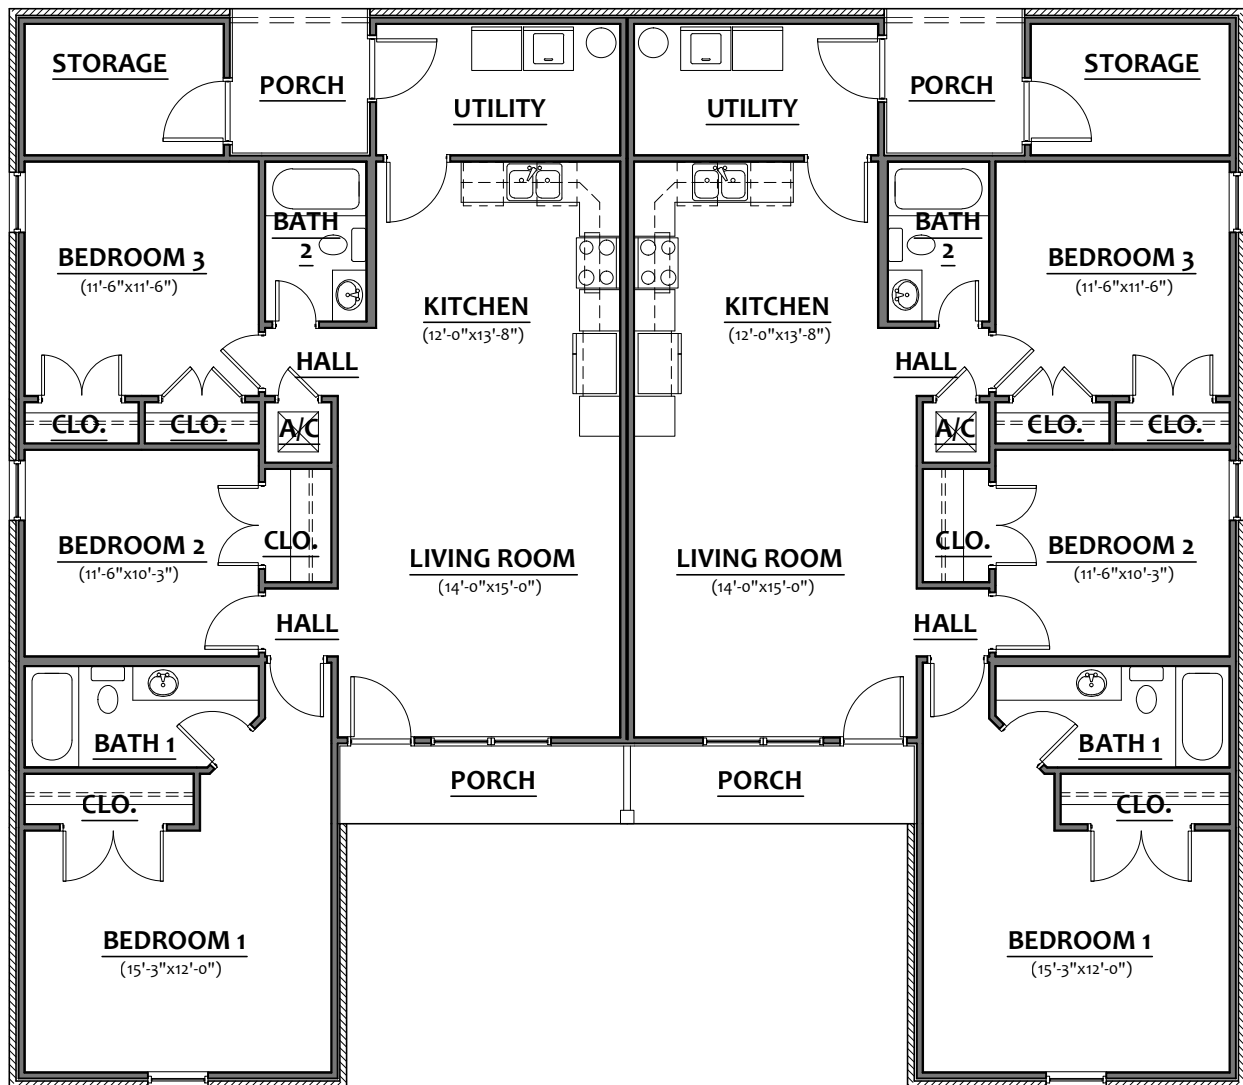 STORAGE
PORCH
UTILITY
UTILITY
PORCH
STORAGE
BATH
2
BEDROOM 3
(11'-6"x11'-6")
KITCHEN
(12'-0"x13'-8")
KITCHEN
(12'-0"x13'-8")
BATH
2
BEDROOM 3
(11'-6"x11'-6")
HALL
HALL
CLO.
CLO.
A/C
A/C
CLO.
CLO.
BEDROOM 2
(11'-6"x10'-3")
CLO.
LIVING ROOM
(14'-0"x15'-0")
LIVING ROOM
(14'-0"x15'-0")
CLO.
BEDROOM 2
(11'-6"x10'-3")
HALL
HALL
BATH 1
BATH 1
PORCH
PORCH
CLO.
CLO.
BEDROOM 1
(15'-3"x12'-0")
BEDROOM 1
(15'-3"x12'-0")